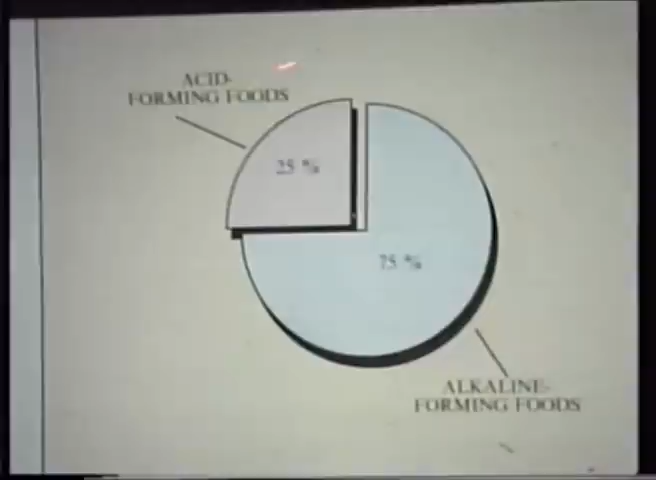 ACID-
FORMING FOODS
25 %
75 %
ALKALINE-
FORMING FOODS